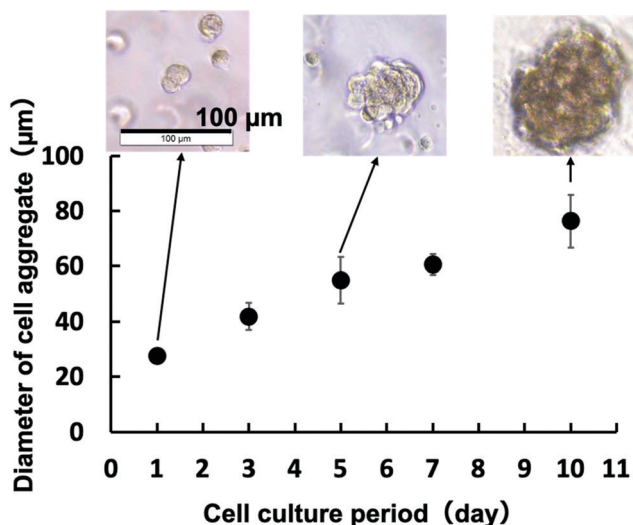 100 µm
100 µm
Diameter of cell aggregate（µm）
100
80
60
40
20
0
0 1 2 3 4 5 6 7 8 9 10 11
Cell culture period（day）